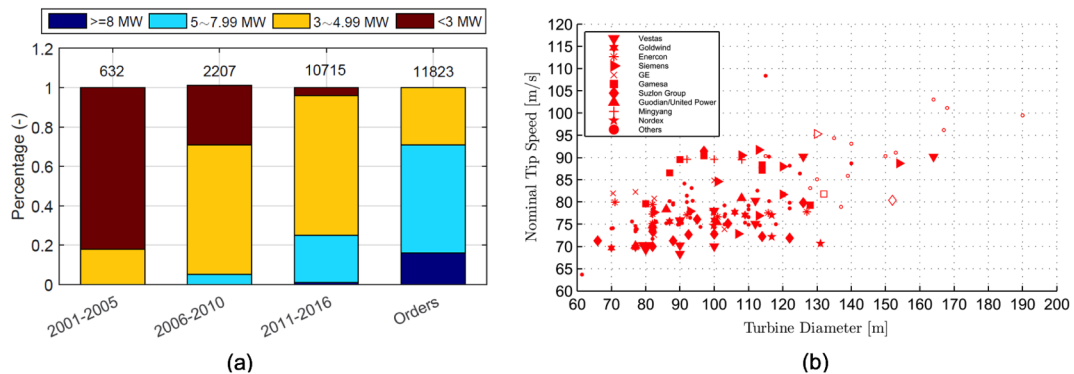 >=8 MW 5~7.99 MW 3~4.99 MW <3 MW
1.2
1
0.8
0.6
0.4
0.2
0
Percentage (-)
632 2207 10715 11823
2001-2005 2006-2010 2011-2016 Orders
(a)
120
115
110
105
100
95
90
85
80
75
70
65
60
Nominal Tip Speed [m/s]
Vestas
Goldwind
Enercon
Siemens
GE
Gamesa
Suzlon Group
Guodian/United Power
Mingyang
Nordex
Others
60 70 80 90 100 110 120 130 140 150 160 170 180 190 200
Turbine Diameter [m]
(b)